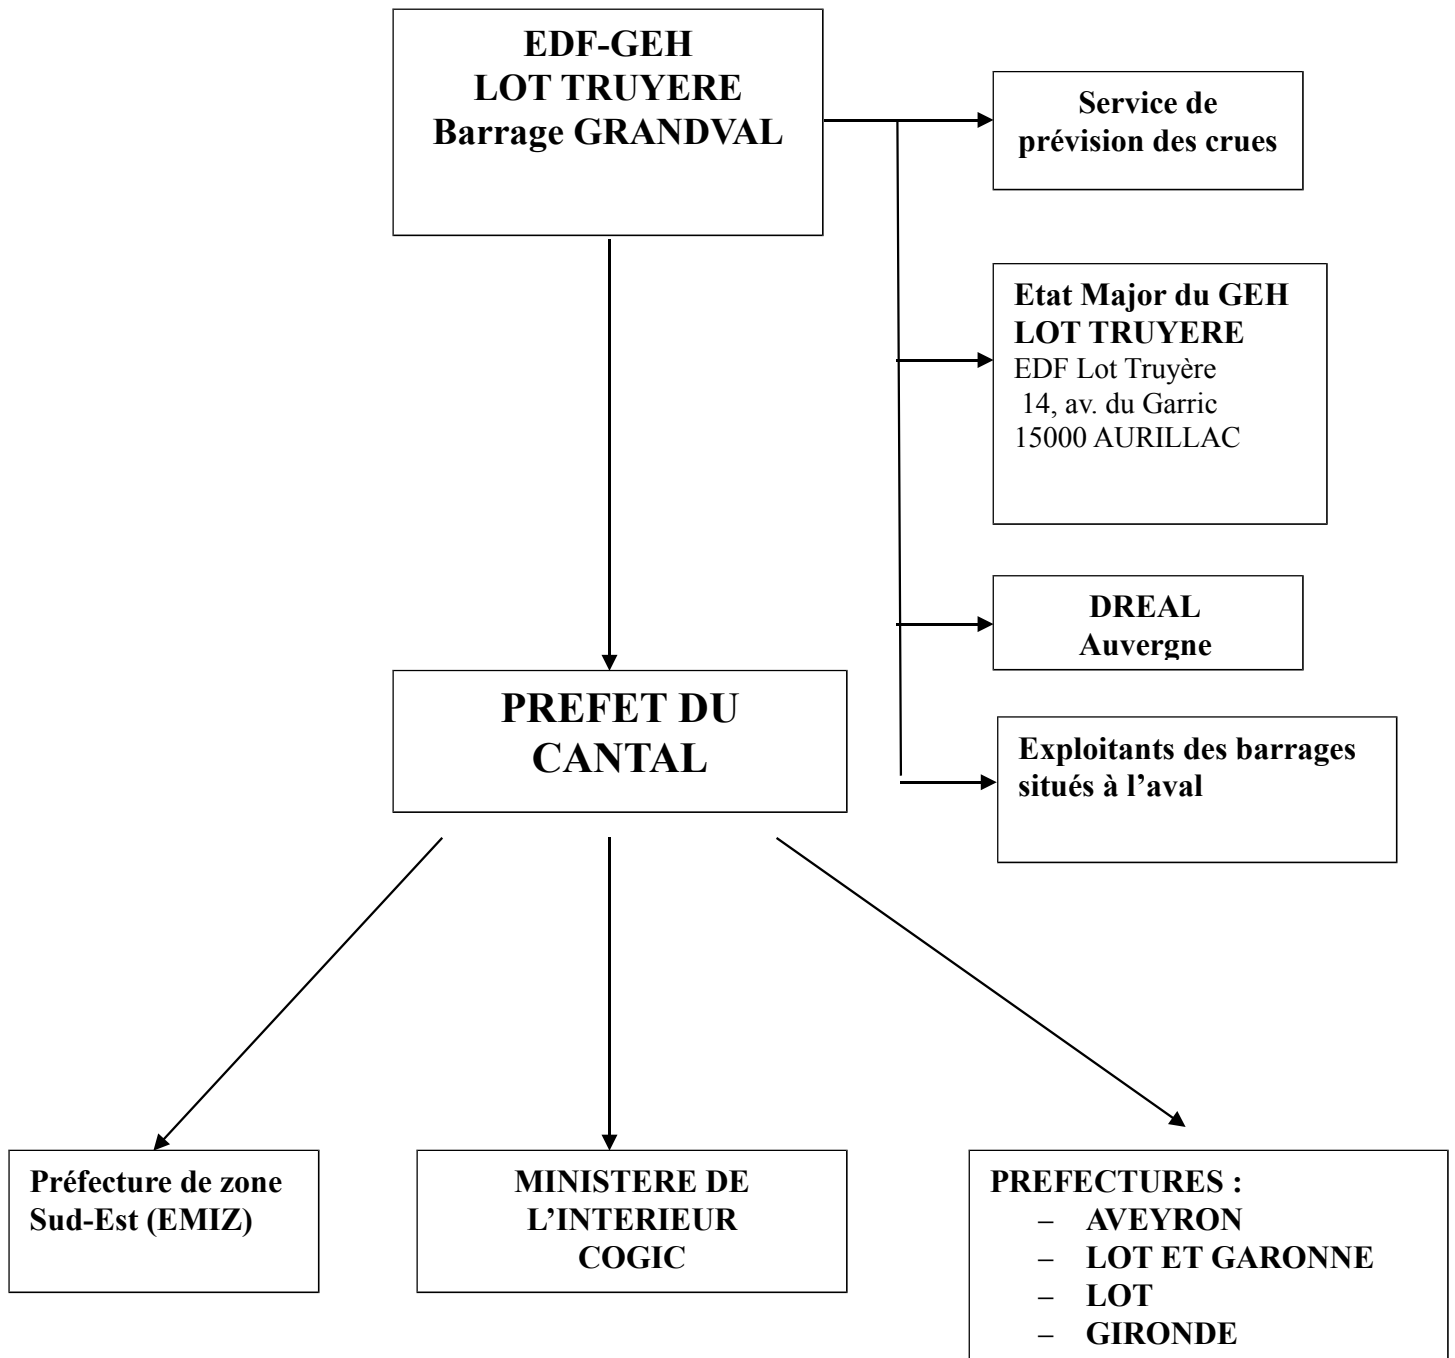 EDF-GEH
LOT TRUYERE
Barrage GRANDVAL
Service de
prévision des crues
Etat Major du GEH
LOT TRUYERE
EDF Lot Truyère
14, av. du Garric
15000 AURILLAC
DREAL
Auvergne
PREFET DU
CANTAL
Exploitants des barrages
situés à l’aval
Préfecture de zone
Sud-Est (EMIZ)
MINISTERE DE
L’INTERIEUR
COGIC
PREFECTURES :
– AVEYRON
– LOT ET GARONNE
– LOT
– GIRONDE